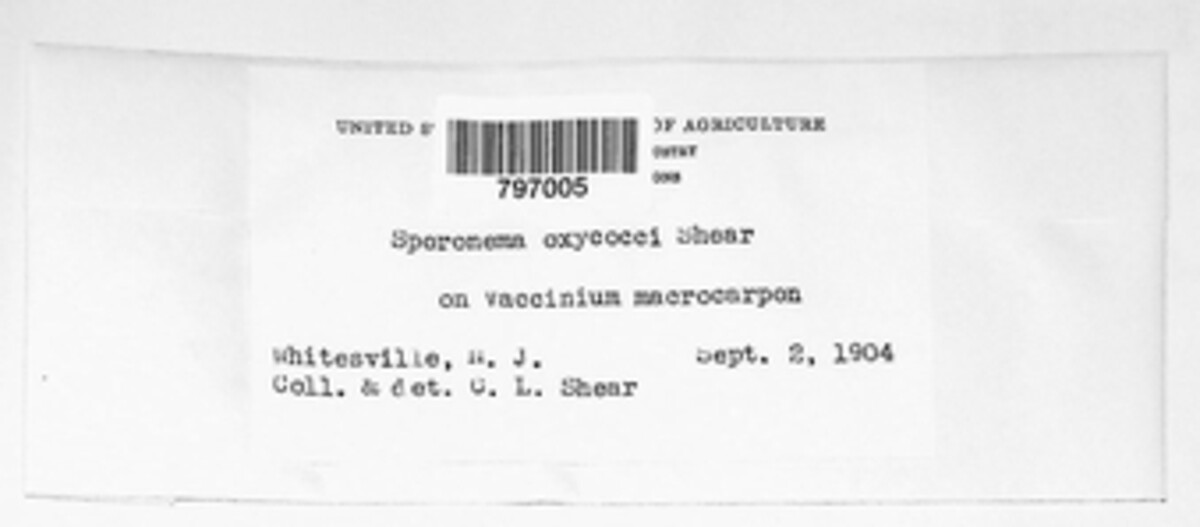 UNITED S OF AGRICULTURE
797005
Sporonema oxycocci Shear
on Vaccinium macrocarpon
Whitesville, N. J. Sept. 2, 1904
Coll. & det. C. L. Shear